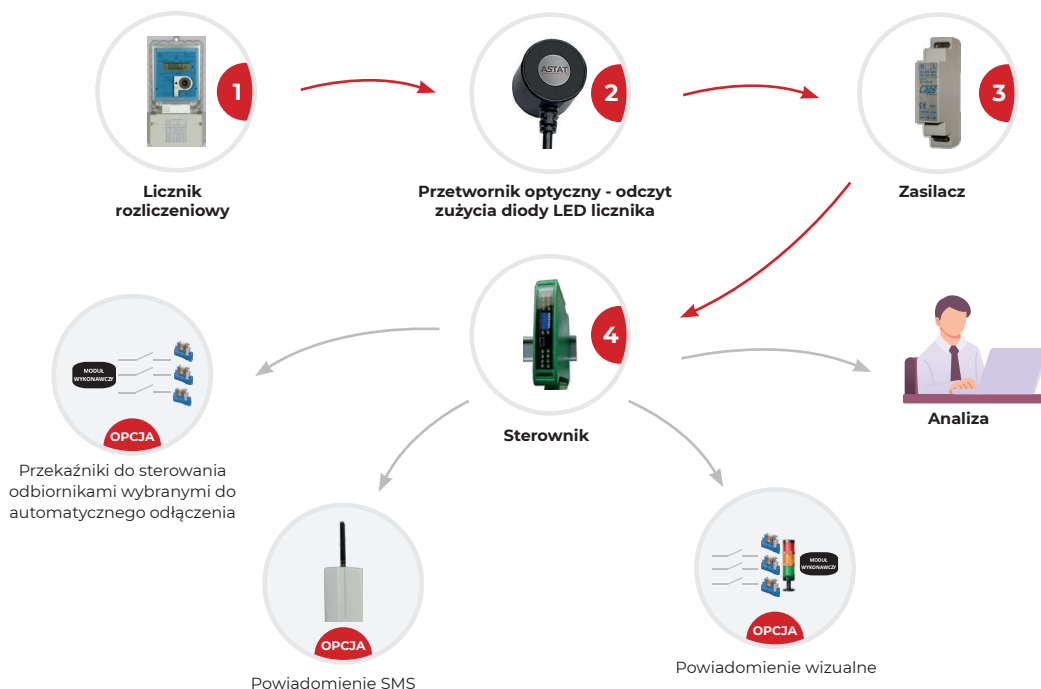 1
ASTAT
2
3
Licznik
rozliczeniowy
Przetwornik optyczny - odczyt
zużycia diody LED licznika
Zasilacz
4
MODUŁ
WYKONAWCZY
OPCJA
Sterownik
Analiza
Przekaźniki do sterowania
odbiornikami wybranymi do
automatycznego odłączenia
MODUŁ
WYKONAWCZY
OPCJA
OPCJA
Powiadomienie SMS
Powiadomienie wizualne